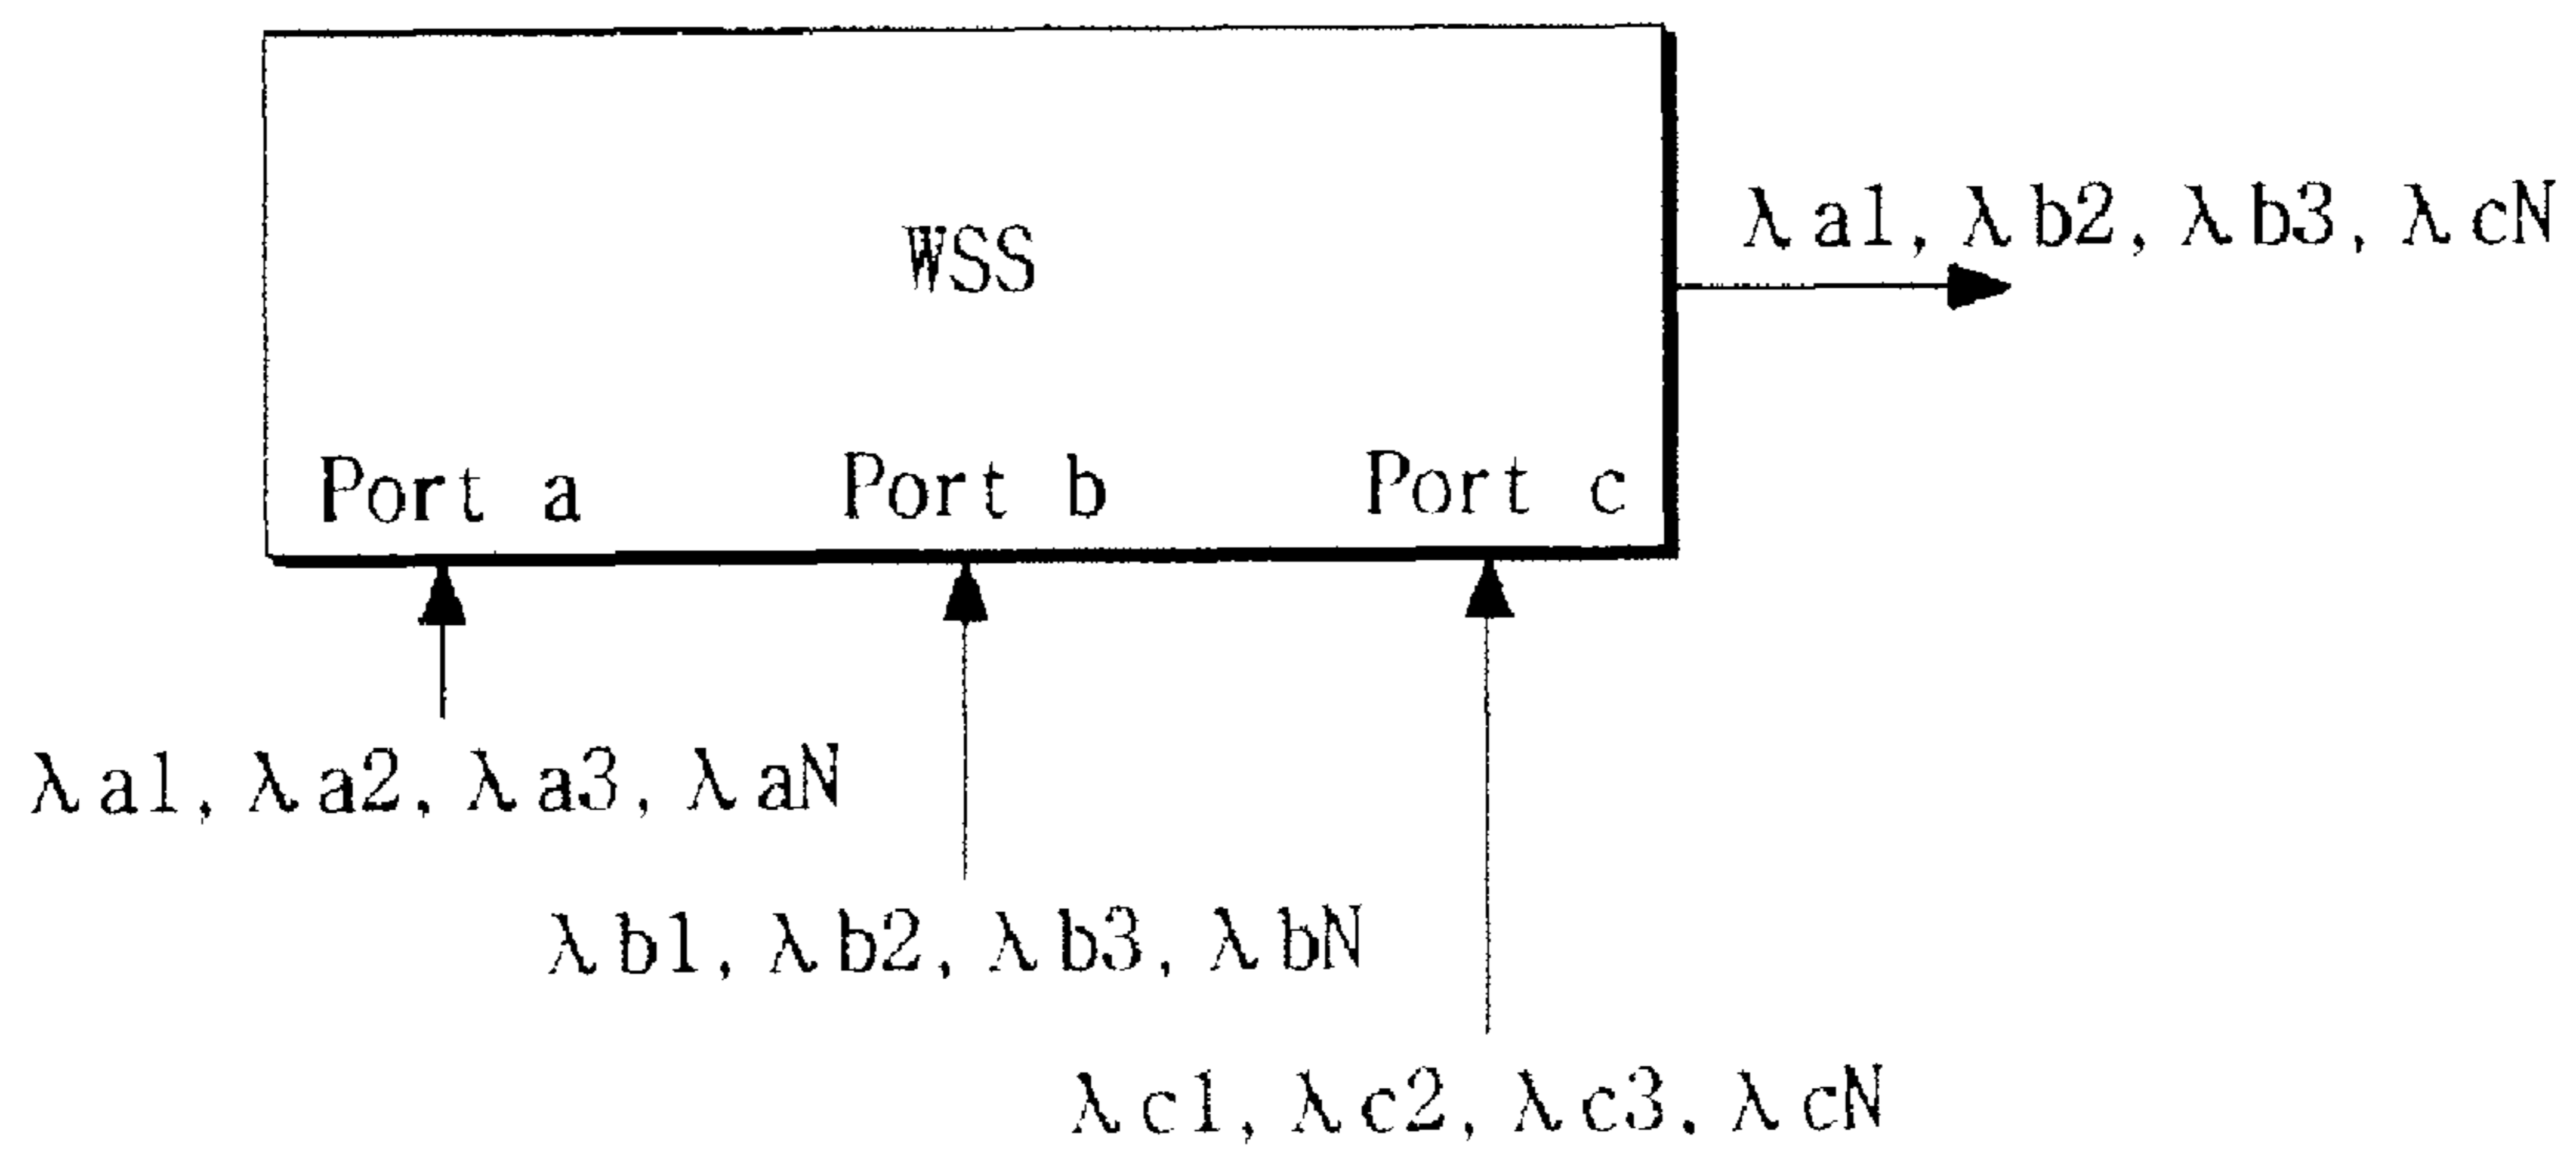 λa1, λb2, λb3, λcN
WSS
Port a Port b Port c
λa1, λa2, λa3, λaN
λb1, λb2, λb3, λbN
λc1, λc2, λc3, λcN